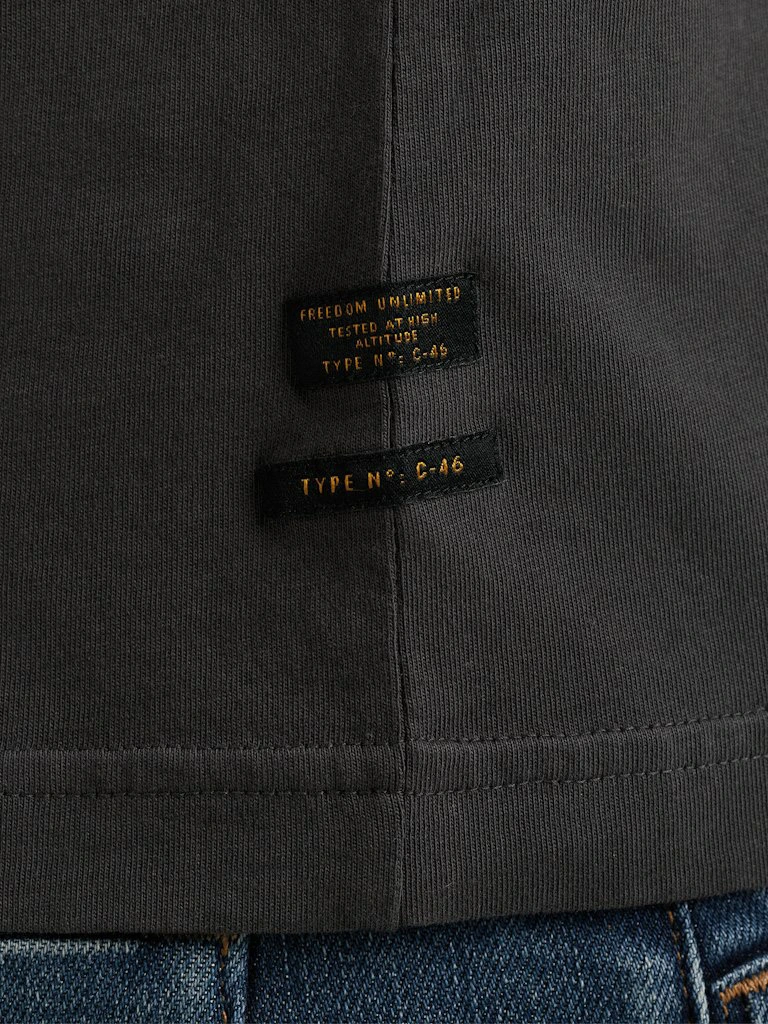 FREEDOM UNLIMITED
TESTED AT HIGH
ALTITUDE
TYPE N°: C-46
TYPE N°: C-46